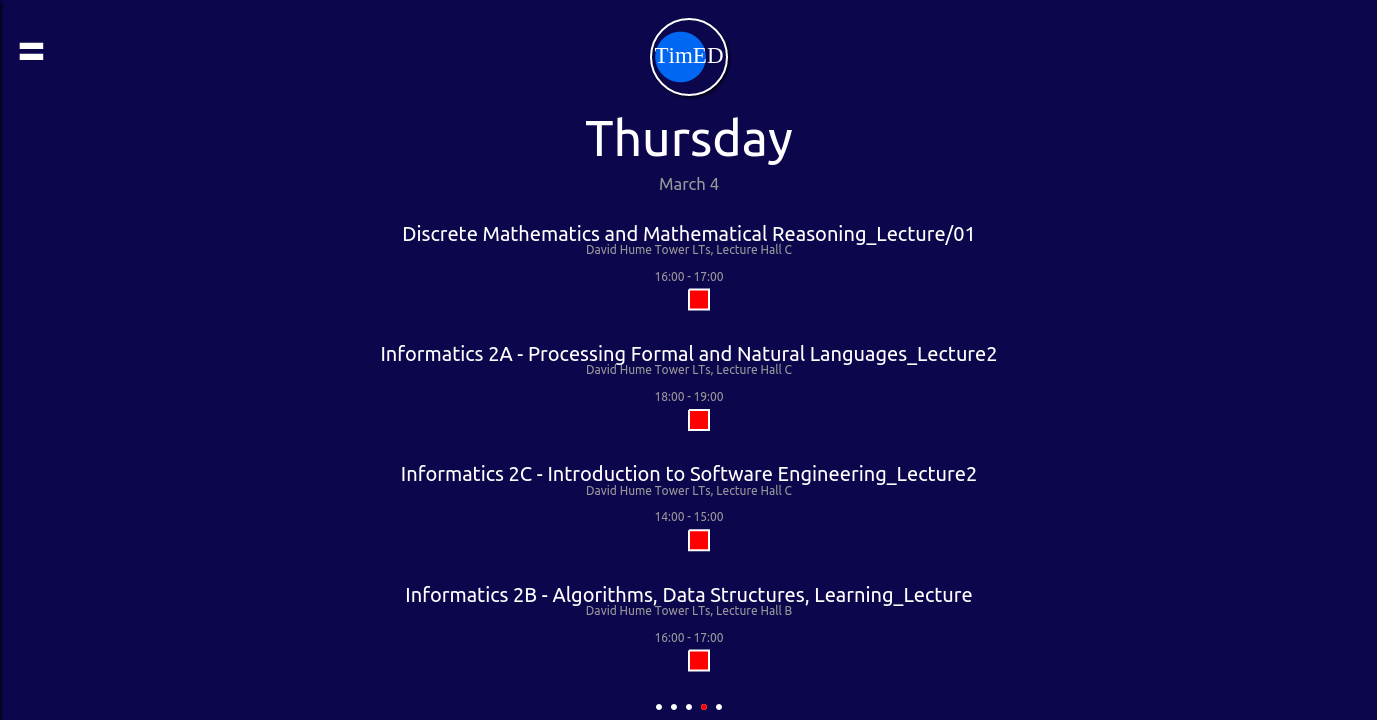 TimED
Thursday
March 4
Discrete Mathematics and Mathematical Reasoning_Lecture/01
David Hume Tower LTs, Lecture Hall C
16:00 - 17:00
Informatics 2A - Processing Formal and Natural Languages_Lecture2
David Hume Tower LTs, Lecture Hall C
18:00 - 19:00
Informatics 2C - Introduction to Software Engineering_Lecture2
David Hume Tower LTs, Lecture Hall C
14:00 - 15:00
Informatics 2B - Algorithms, Data Structures, Learning_Lecture
David Hume Tower LTs, Lecture Hall B
16:00 - 17:00